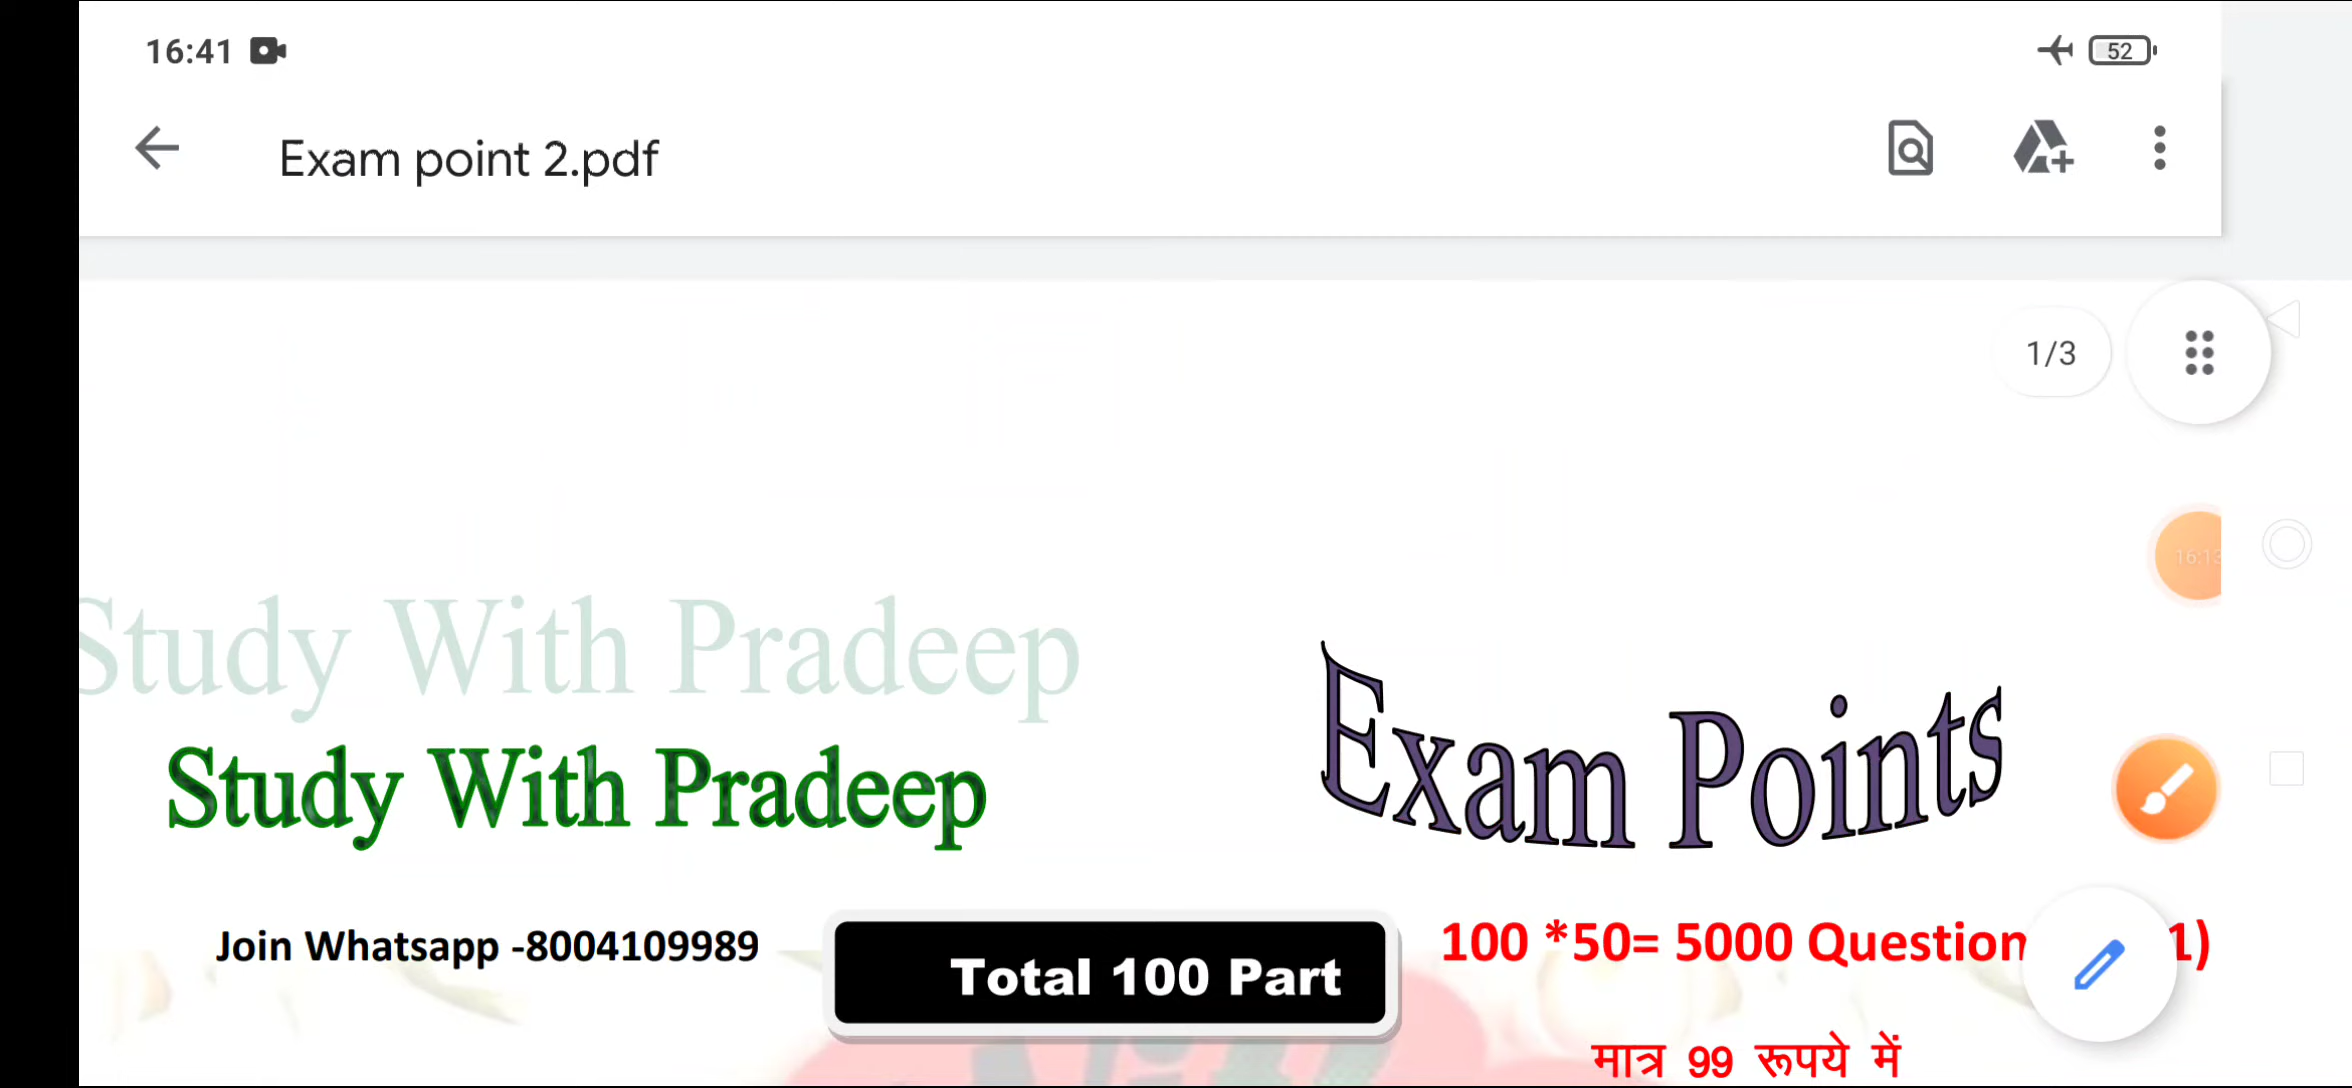 16:41
52
Exam point 2.pdf
1/3
Study With Pradeep
Study With Pradeep
Exam Points
Join Whatsapp -8004109989
Total 100 Part
100 *50= 5000 Question 1)
मात्र 99 रूपये में